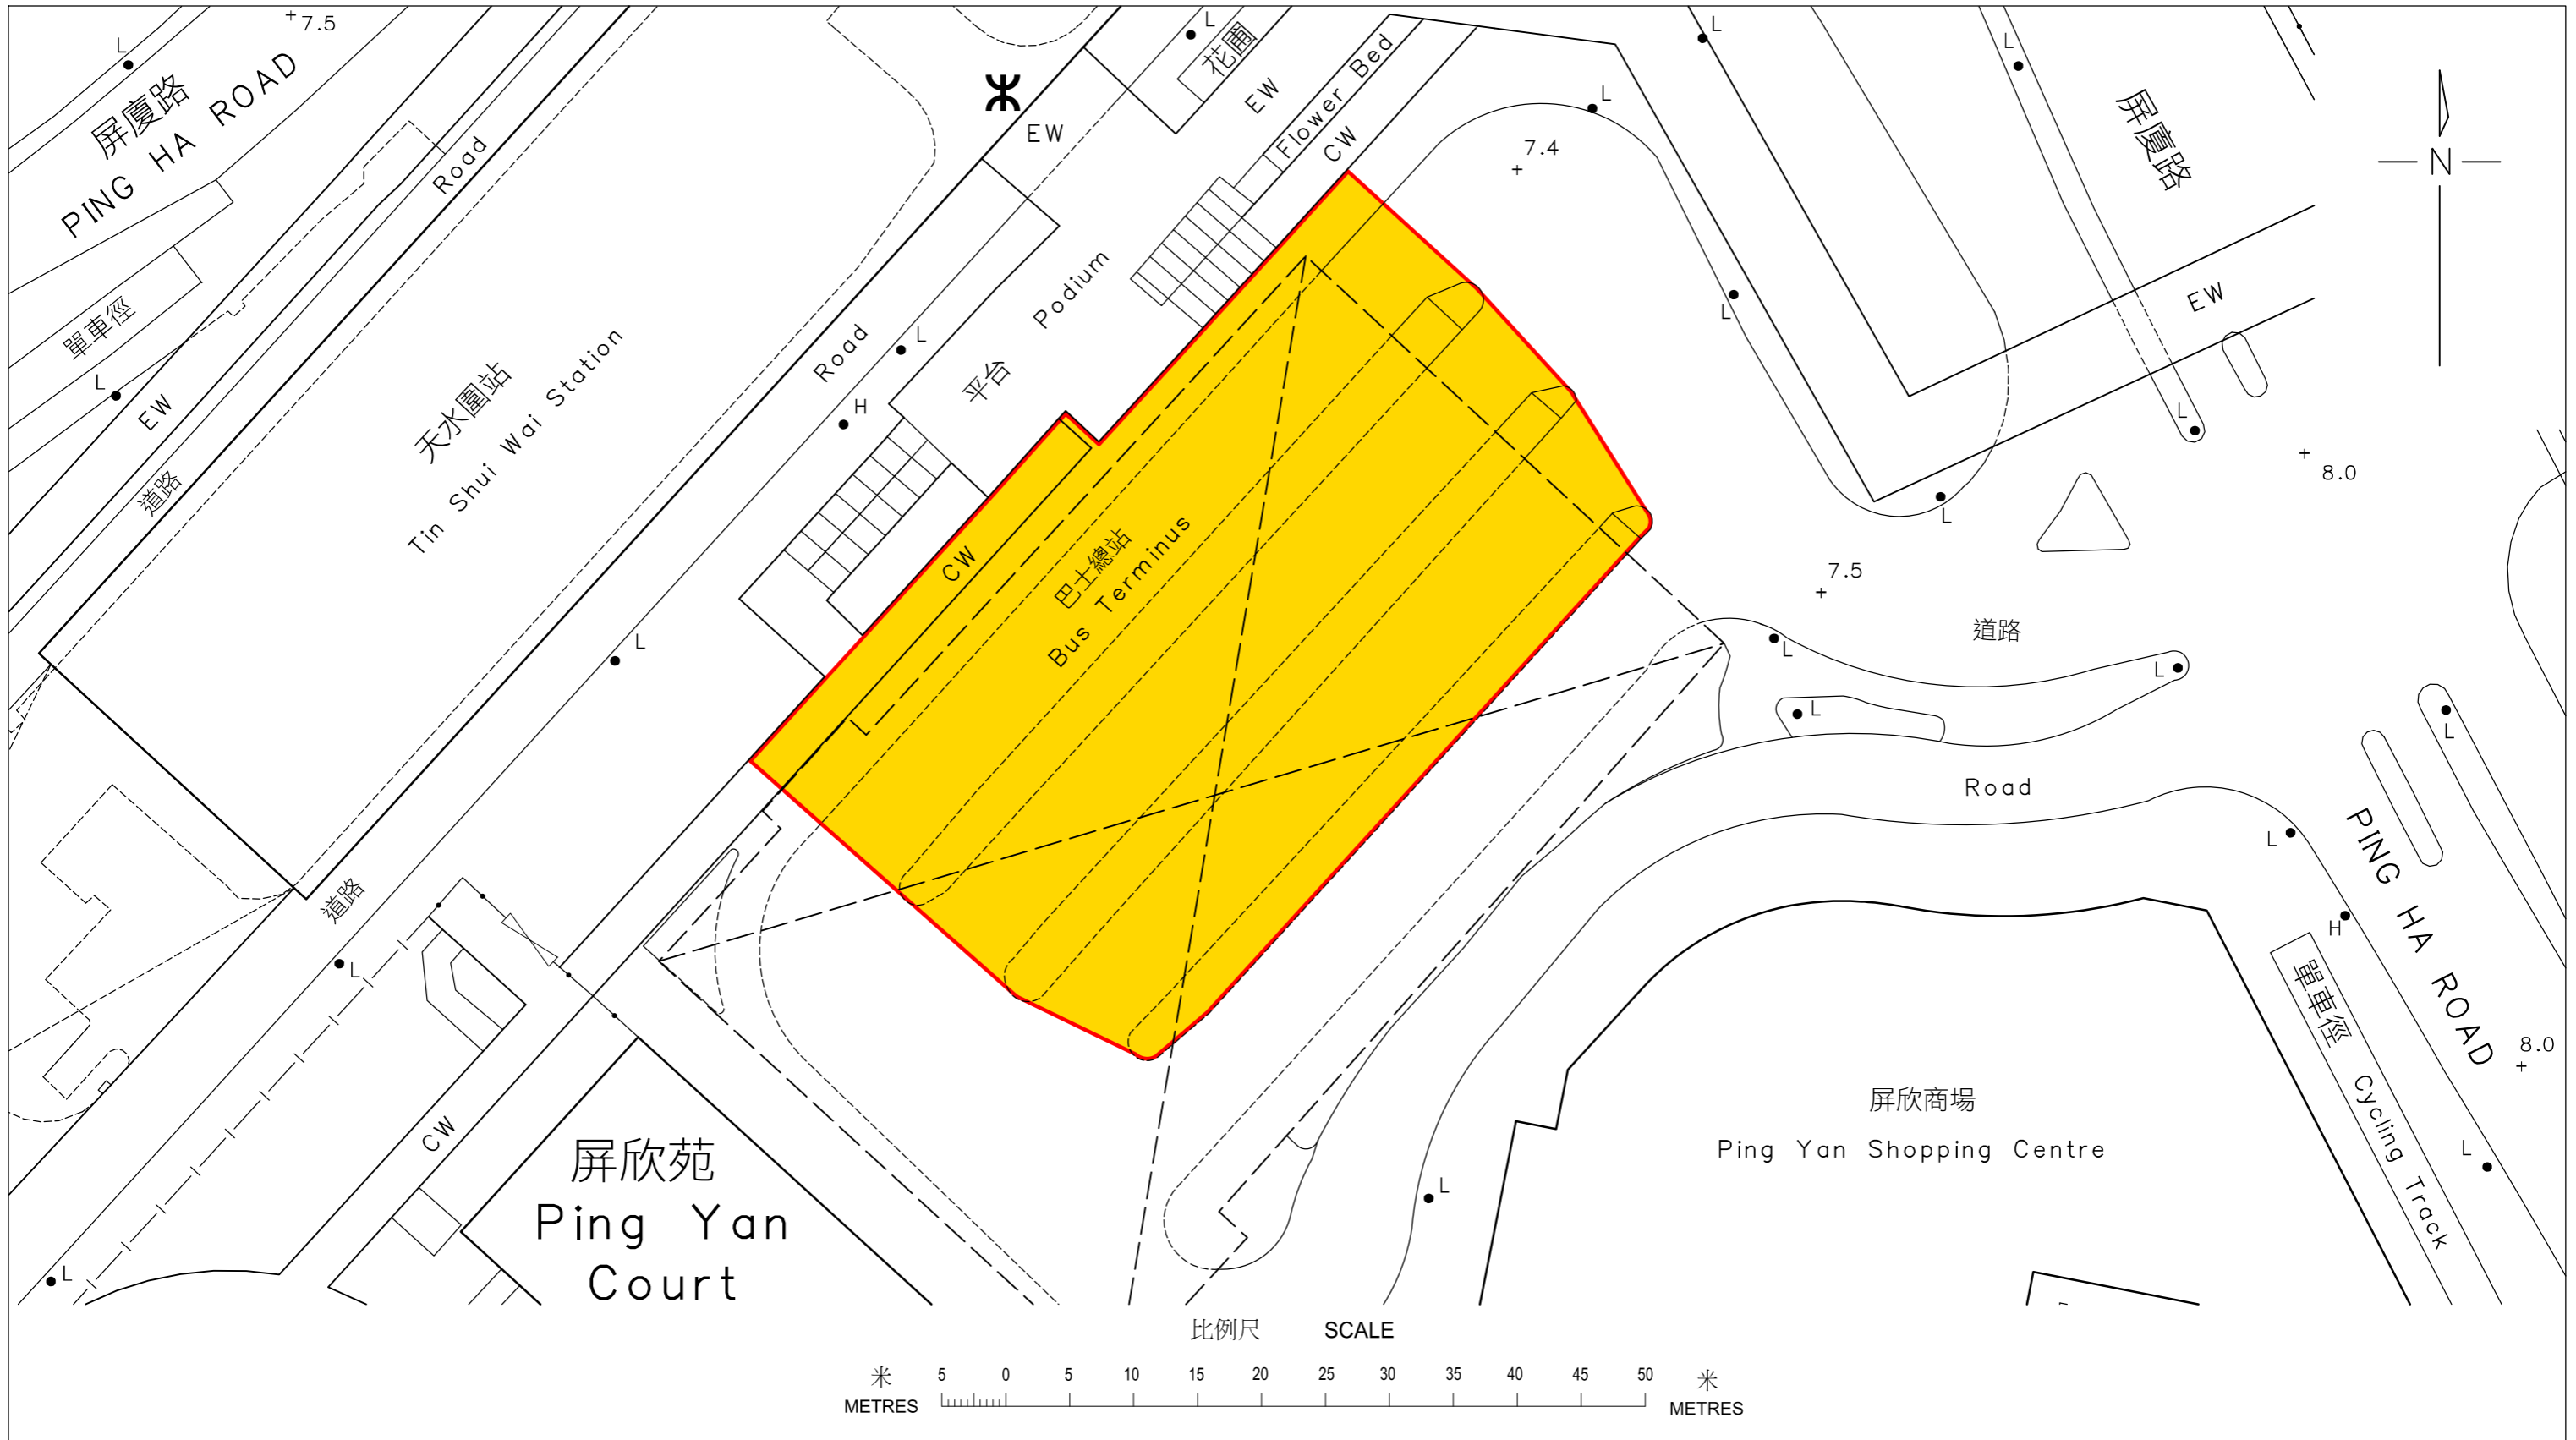 7.5
L
屏廈路
PING HA ROAD
Road
單車徑
L
EW
道路
天水圍站
Tin Shui Wai Station
EW
L
花圃
EW
Flower Bed
CW
Road
L
H
平台
Podium
L
7.4
L
L
L
屏廈路
N
EW
L
L
8.0
CW
巴士總站
Bus Terminus
7.5
道路
L
L
L
L
Road
L
L
PING HA ROAD
H
單車徑
Cycling Track
8.0
L
道路
L
CW
L
屏欣苑
Ping Yan
Court
屏欣商場
Ping Yan Shopping Centre
L
比例尺 SCALE
米 5 0 5 10 15 20 25 30 35 40 45 50 米
METRES METRES